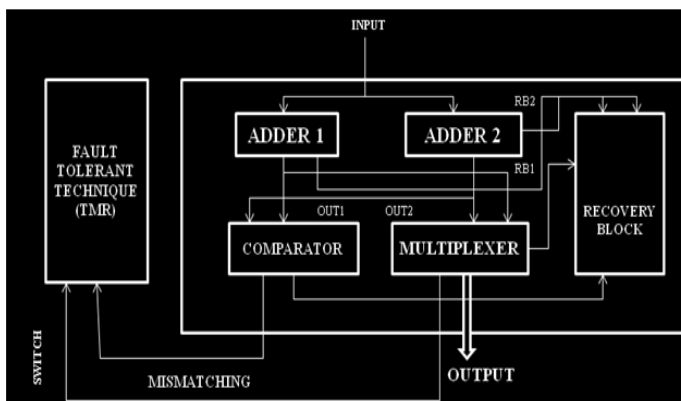 INPUT
RB2
ADDER 1
ADDER 2
FAULT
TOLERANT
TECHNIQUE
(TMR)
RB1
OUT1
OUT2
RECOVERY
BLOCK
COMPARATOR
MULTIPLEXER
SWITCH
MISMATCHING
OUTPUT